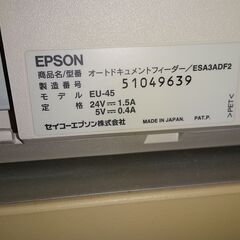 EPSON
商品名/型番 オートドキュメントフィーダー/ESA3ADF2
製造番号 51049639
モデル EU-45
定格 24V⎓1.5A
5V⎓0.4A
セイコーエプソン株式会社 MADE IN JAPAN. PAT.P.
>PET<